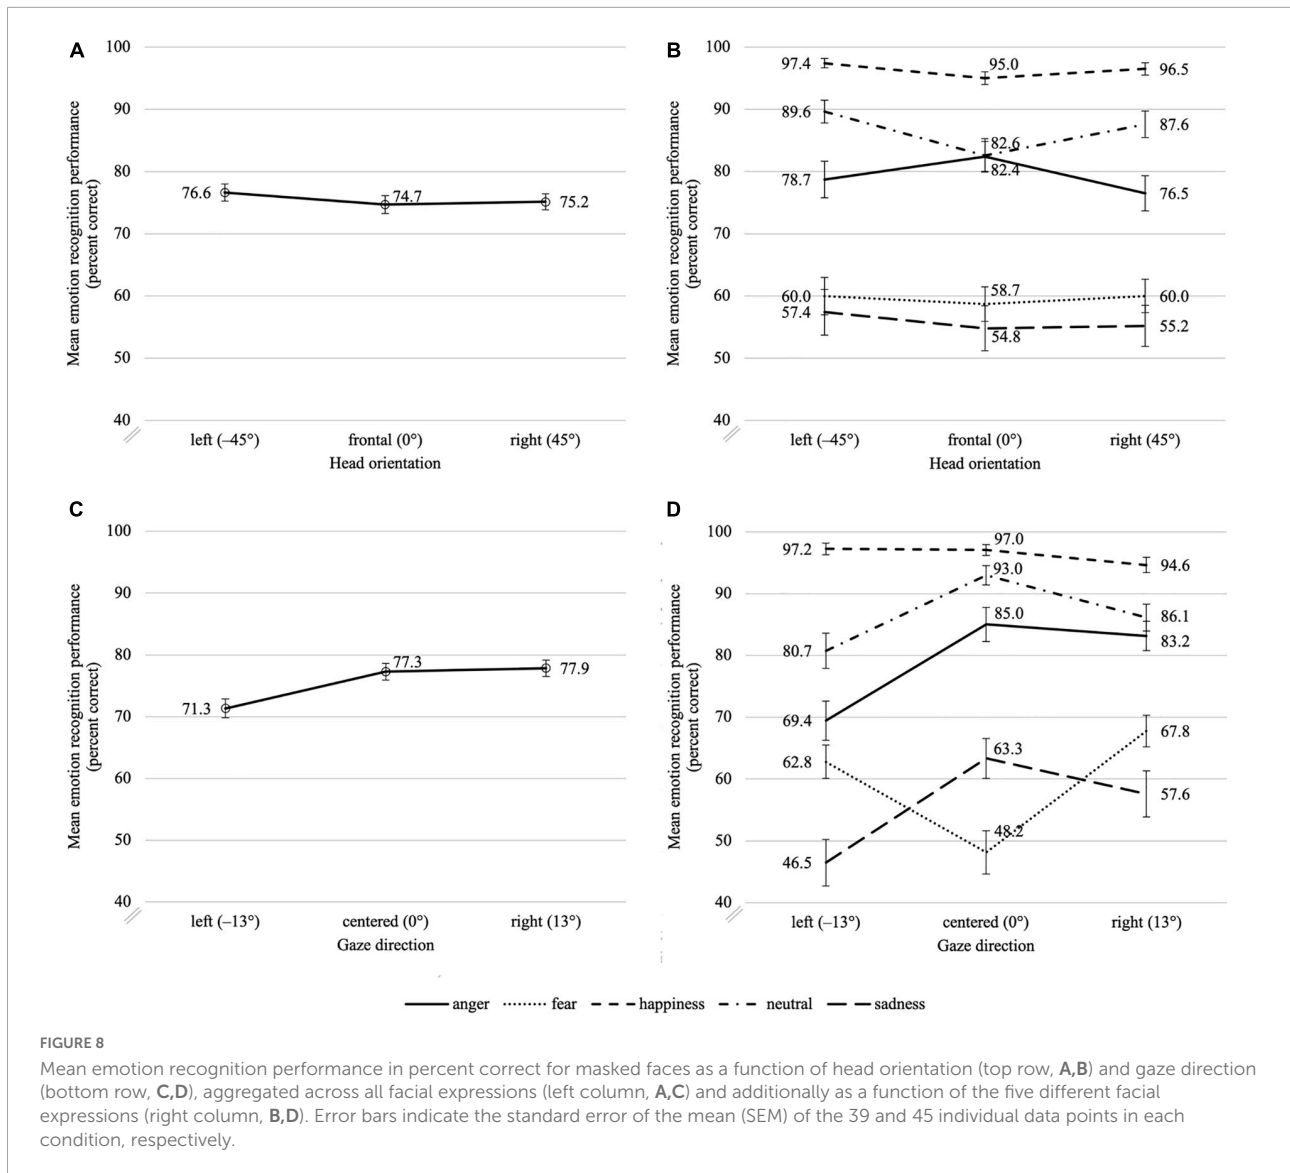 A
100
90
80
70
60
50
40
Mean emotion recognition performance
(percent correct)
76.6
74.7
75.2
left (–45°) frontal (0°) right (45°)
Head orientation
B
100
90
80
70
60
50
40
Mean emotion recognition performance
(percent correct)
97.4
95.0
96.5
89.6
82.6
87.6
78.7
82.4
76.5
60.0
58.7
60.0
57.4
54.8
55.2
left (–45°) frontal (0°) right (45°)
Head orientation
C
100
90
80
70
60
50
40
Mean emotion recognition performance
(percent correct)
71.3
77.3
77.9
left (–13°) centered (0°) right (13°)
Gaze direction
D
100
90
80
70
60
50
40
Mean emotion recognition performance
(percent correct)
97.2
97.0
94.6
80.7
93.0
86.1
69.4
85.0
83.2
62.8
48.2
67.8
46.5
63.3
57.6
left (–13°) centered (0°) right (13°)
Gaze direction
anger fear happiness neutral sadness
FIGURE 8
Mean emotion recognition performance in percent correct for masked faces as a function of head orientation (top row, A,B) and gaze direction
(bottom row, C,D), aggregated across all facial expressions (left column, A,C) and additionally as a function of the five different facial
expressions (right column, B,D). Error bars indicate the standard error of the mean (SEM) of the 39 and 45 individual data points in each
condition, respectively.